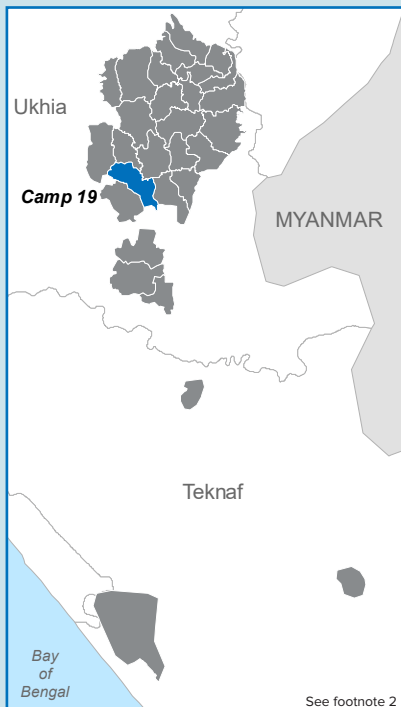 Ukhia
Camp 19
MYANMAR
Teknaf
Bay
of
Bengal
See footnote 2